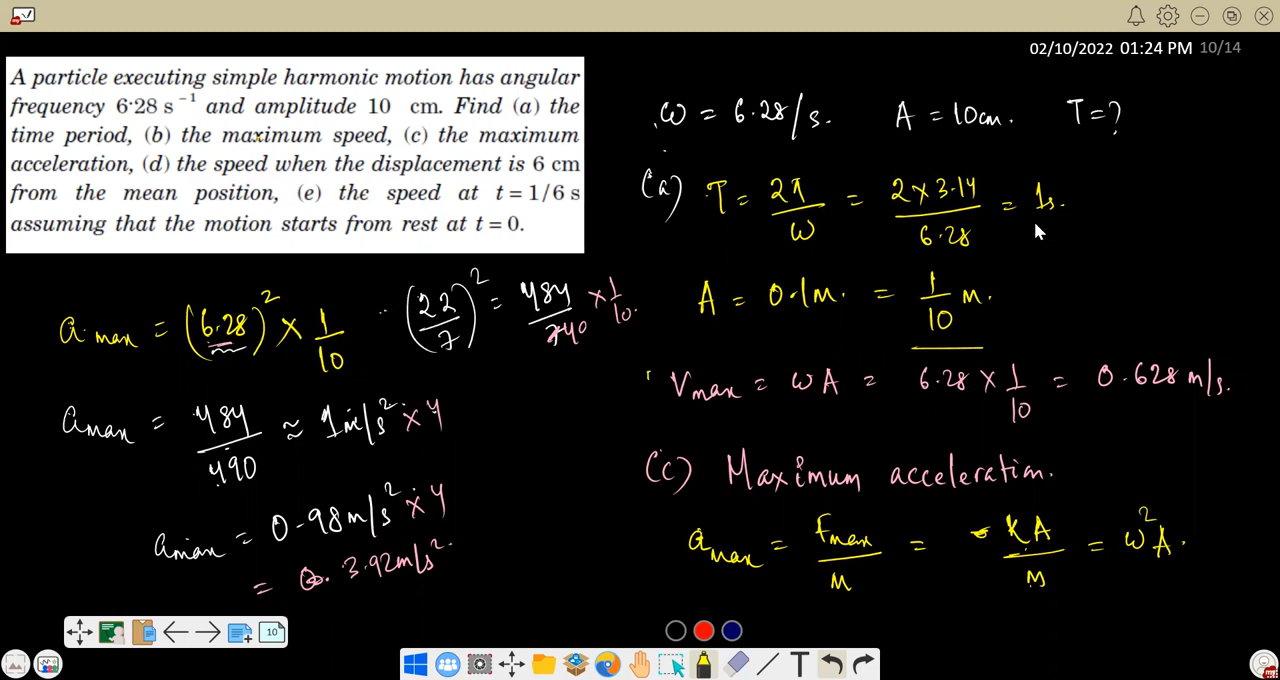 02/10/2022 01:24 PM 10/14
A particle executing simple harmonic motion has angular
frequency 6·28 s⁻¹ and amplitude 10 cm. Find (a) the
time period, (b) the maximum speed, (c) the maximum
acceleration, (d) the speed when the displacement is 6 cm
from the mean position, (e) the speed at t = 1/6 s
assuming that the motion starts from rest at t = 0.
ω = 6.28/s. A = 10cm. T = ?
(a) T = 2π/ω = 2 × 3.14/6.28 = 1s.
A = 0.1m. = 1/10 m.
Vmax = ωA = 6.28 × 1/10 = 0.628 m/s.
(c) Maximum acceleration.
amax = Fmax/M = KA/M = ω²A.
amax = (6.28)² × 1/10
(22/7)² = 484/490 × 1/10.
amax = 484/490 ≈ 1m/s² × 4
amax = 0.98m/s² × 4
= 3.92m/s².
10
T